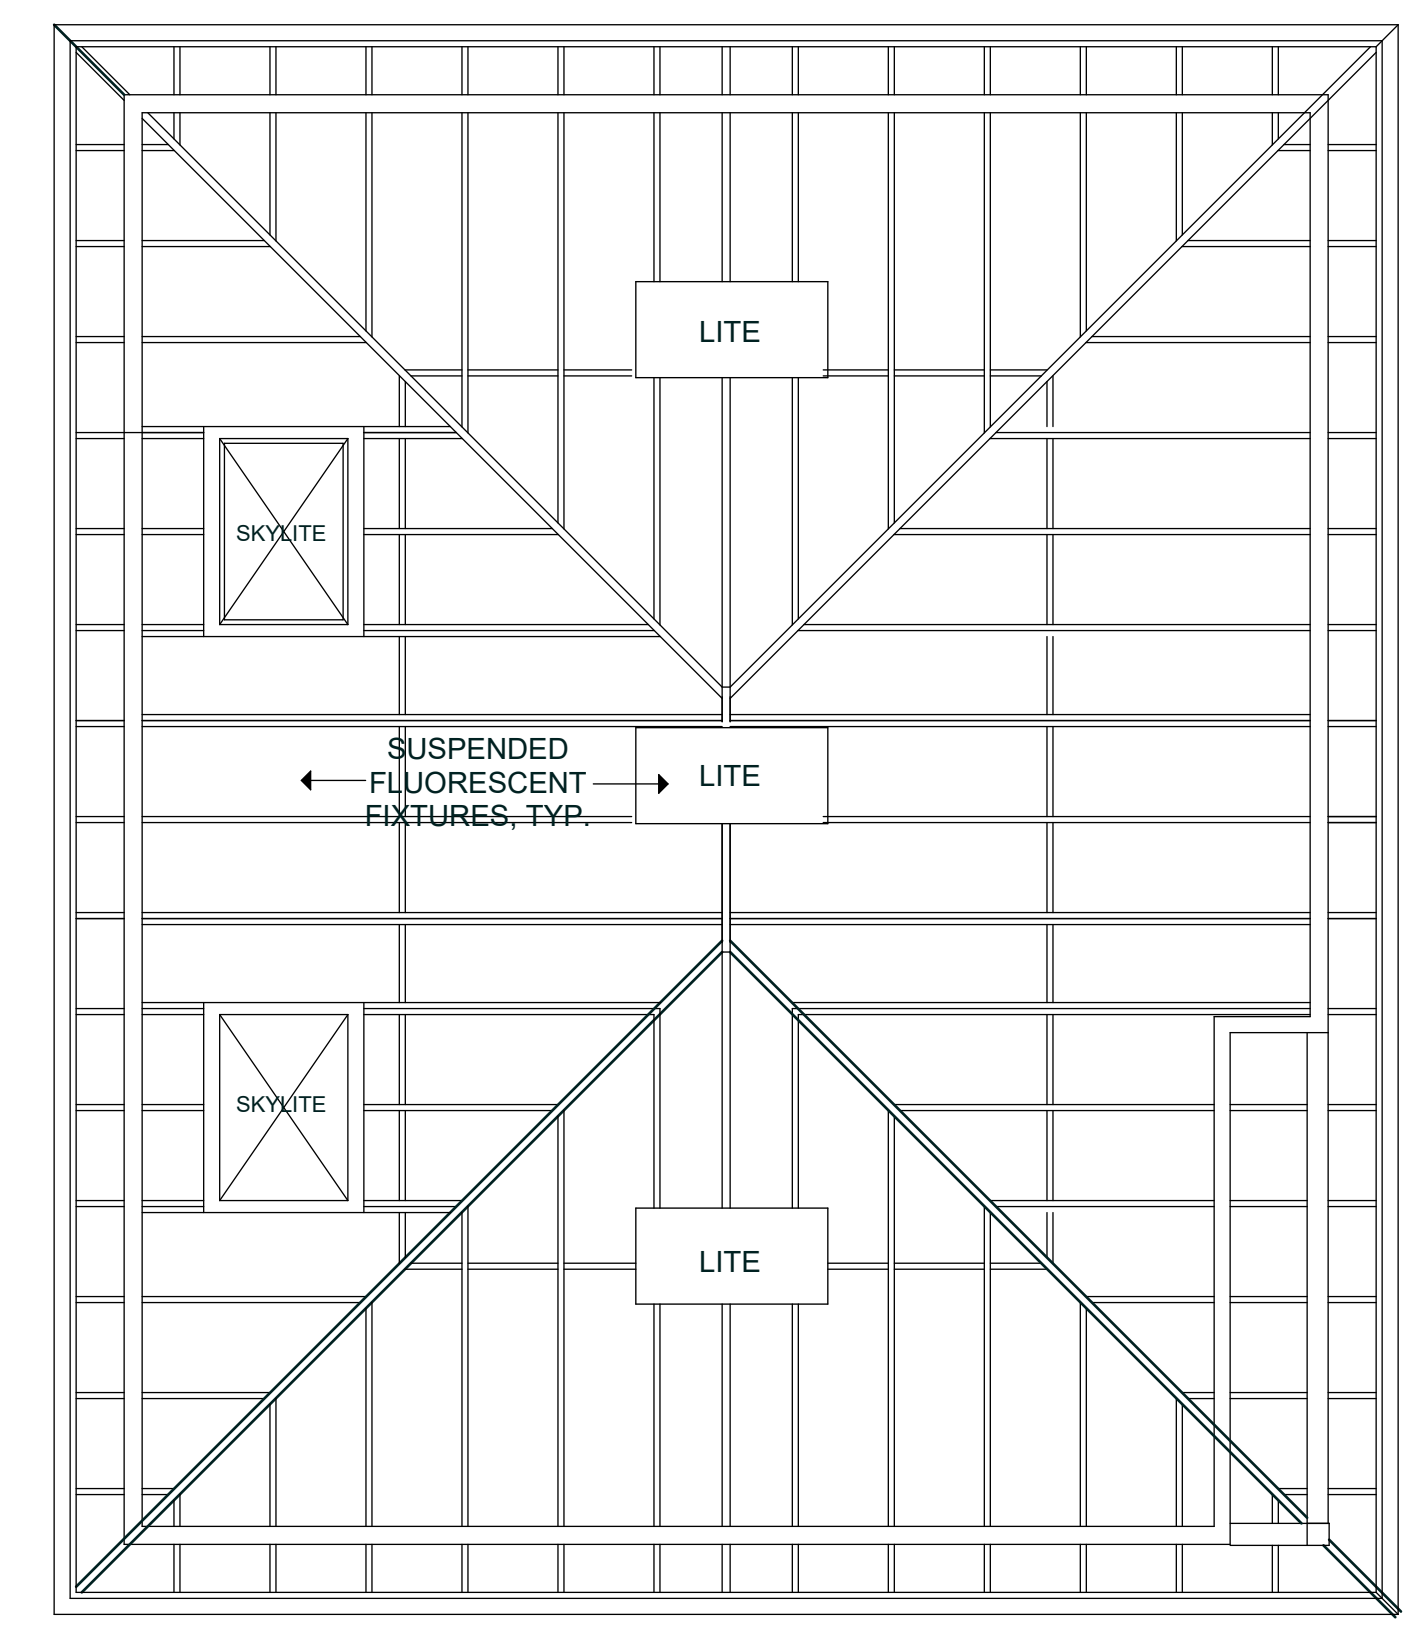 LITE
SKYLITE
SUSPENDED
FLUORESCENT
FIXTURES, TYP.
LITE
SKYLITE
LITE